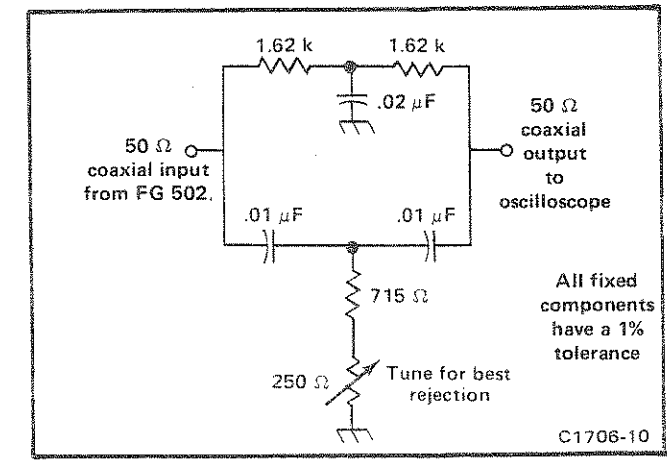 1.62 k
1.62 k
.02 μF
50 Ω
coaxial input
from FG 502.
50 Ω
coaxial
output
to
oscilloscope
.01 μF
.01 μF
715 Ω
250 Ω
Tune for best
rejection
All fixed
components
have a 1%
tolerance
C1706-10